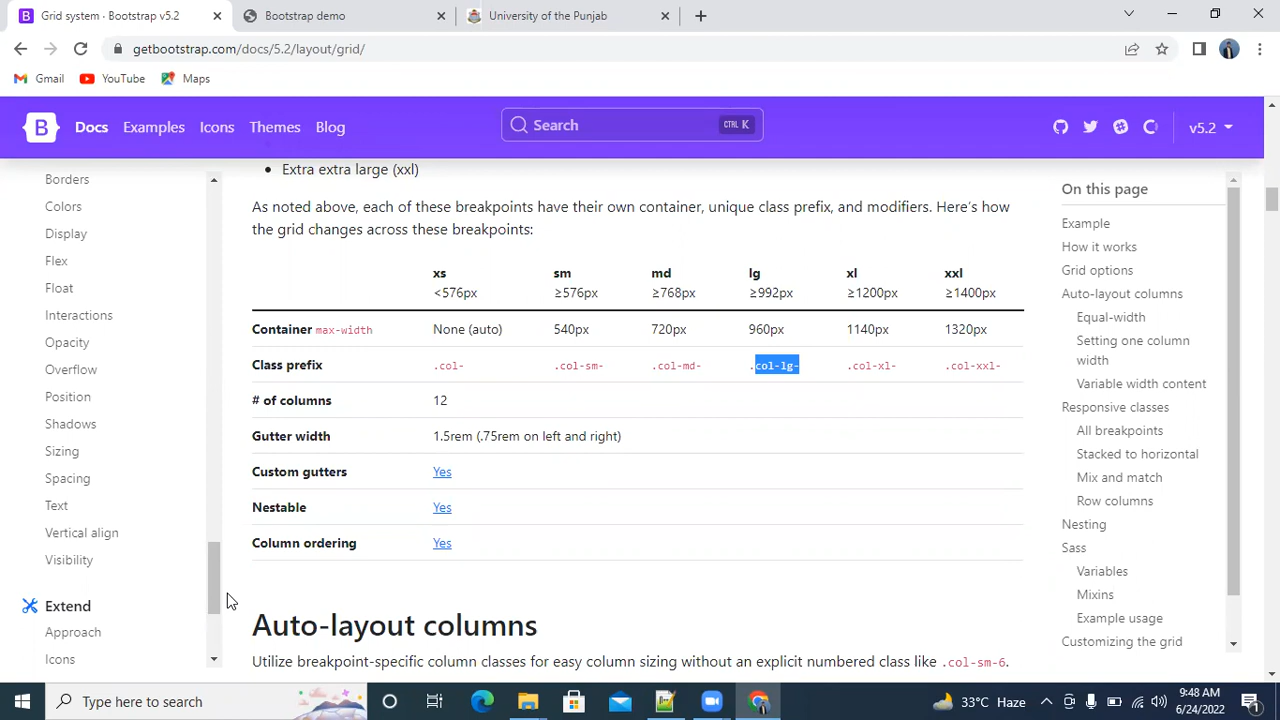 Grid system · Bootstrap v5.2
Bootstrap demo
University of the Punjab
getbootstrap.com/docs/5.2/layout/grid/
Gmail
YouTube
Maps
B
Docs
Examples
Icons
Themes
Blog
Search
CTRL K
v5.2
Borders
Colors
Display
Flex
Float
Interactions
Opacity
Overflow
Position
Shadows
Sizing
Spacing
Text
Vertical align
Visibility
Extend
Approach
Icons
Extra extra large (xxl)
As noted above, each of these breakpoints have their own container, unique class prefix, and modifiers. Here's how
the grid changes across these breakpoints:
xs sm md lg xl xxl
<576px ≥576px ≥768px ≥992px ≥1200px ≥1400px
Container max-width None (auto) 540px 720px 960px 1140px 1320px
Class prefix .col- .col-sm- .col-md- .col-lg- .col-xl- .col-xxl-
# of columns 12
Gutter width 1.5rem (.75rem on left and right)
Custom gutters Yes
Nestable Yes
Column ordering Yes
Auto-layout columns
Utilize breakpoint-specific column classes for easy column sizing without an explicit numbered class like .col-sm-6.
On this page
Example
How it works
Grid options
Auto-layout columns
Equal-width
Setting one column
width
Variable width content
Responsive classes
All breakpoints
Stacked to horizontal
Mix and match
Row columns
Nesting
Sass
Variables
Mixins
Example usage
Customizing the grid
Type here to search
33°C Haze
9:48 AM
6/24/2022
1